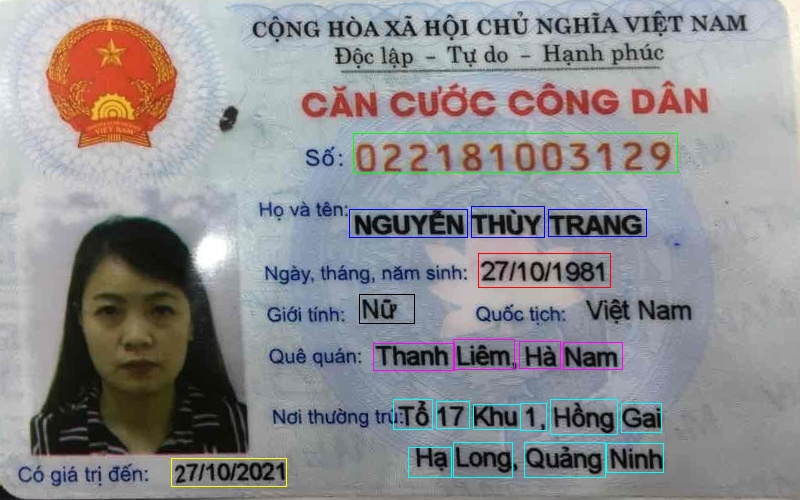 CỘNG HÒA XÃ HỘI CHỦ NGHĨA VIỆT NAM
Độc lập - Tự do - Hạnh phúc
CĂN CƯỚC CÔNG DÂN
Số: 022181003129
Họ và tên: NGUYỄN THÙY TRANG
Ngày, tháng, năm sinh: 27/10/1981
Giới tính: Nữ Quốc tịch: Việt Nam
Quê quán: Thanh Liêm, Hà Nam
Nơi thường trú: Tổ 17 Khu 1, Hồng Gai
Hạ Long, Quảng Ninh
Có giá trị đến: 27/10/2021
VIỆT NAM